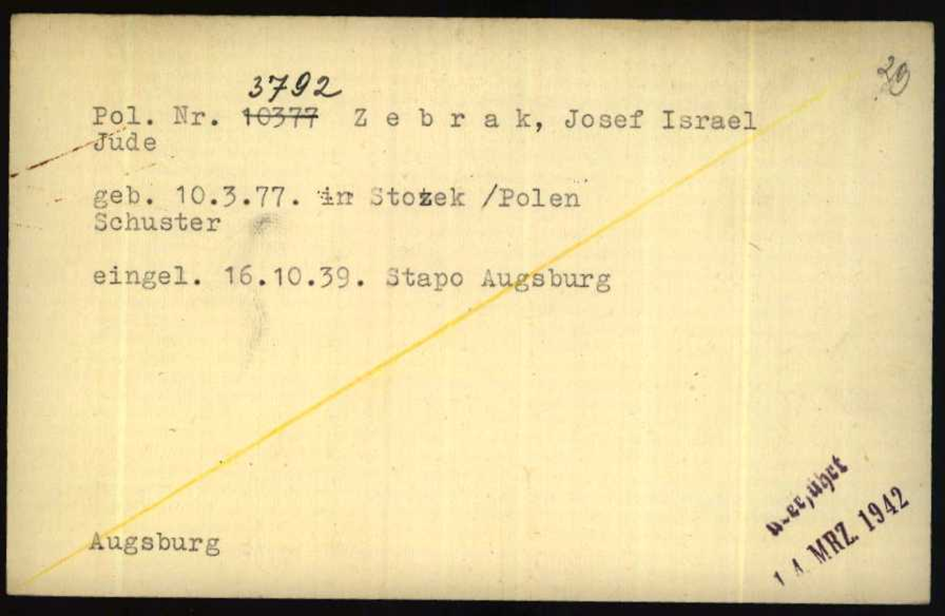 3792
20
Pol. Nr. 10377 Z e b r a k, Josef Israel
Jude
geb. 10.3.77. in Stożek /Polen
Schuster
eingel. 16.10.39. Stapo Augsburg
Augsburg
14. MRZ. 1942